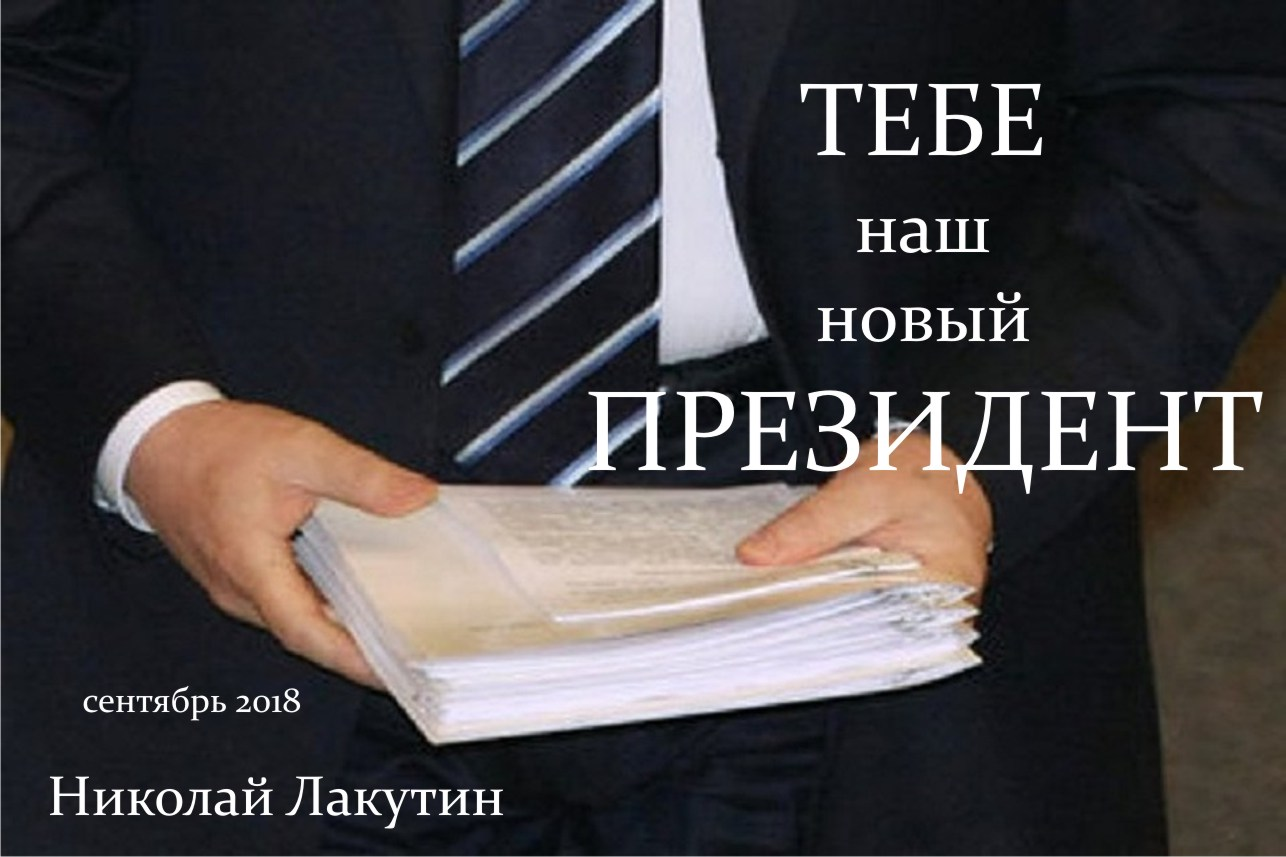 ТЕБЕ
наш
новый
ПРЕЗИДЕНТ
сентябрь 2018
Николай Лакутин